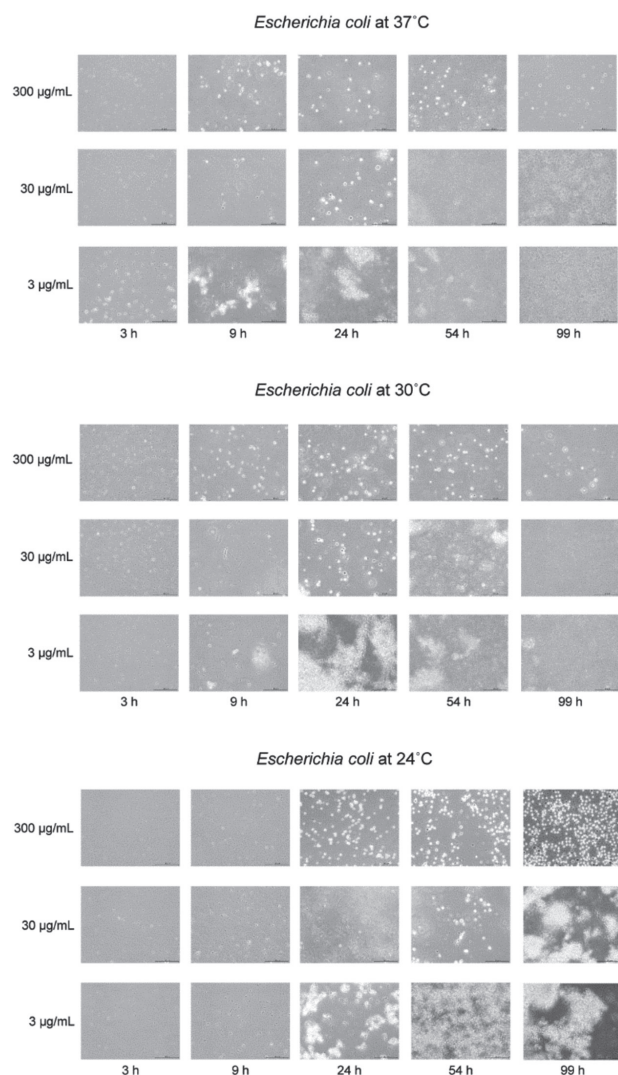 Escherichia coli at 37˚C
300 µg/mL
30 µg/mL
3 µg/mL
3 h 9 h 24 h 54 h 99 h
Escherichia coli at 30˚C
300 µg/mL
30 µg/mL
3 µg/mL
3 h 9 h 24 h 54 h 99 h
Escherichia coli at 24˚C
300 µg/mL
30 µg/mL
3 µg/mL
3 h 9 h 24 h 54 h 99 h